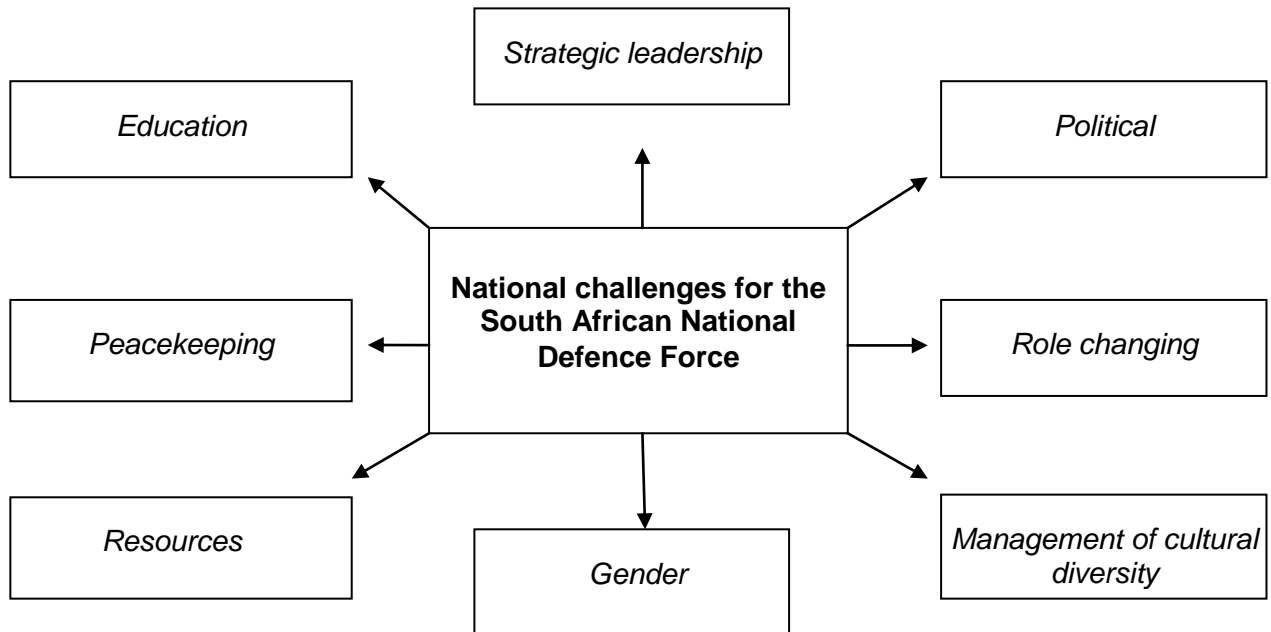 Strategic leadership
Education
Political
National challenges for the
South African National
Defence Force
Peacekeeping
Role changing
Resources
Gender
Management of cultural
diversity